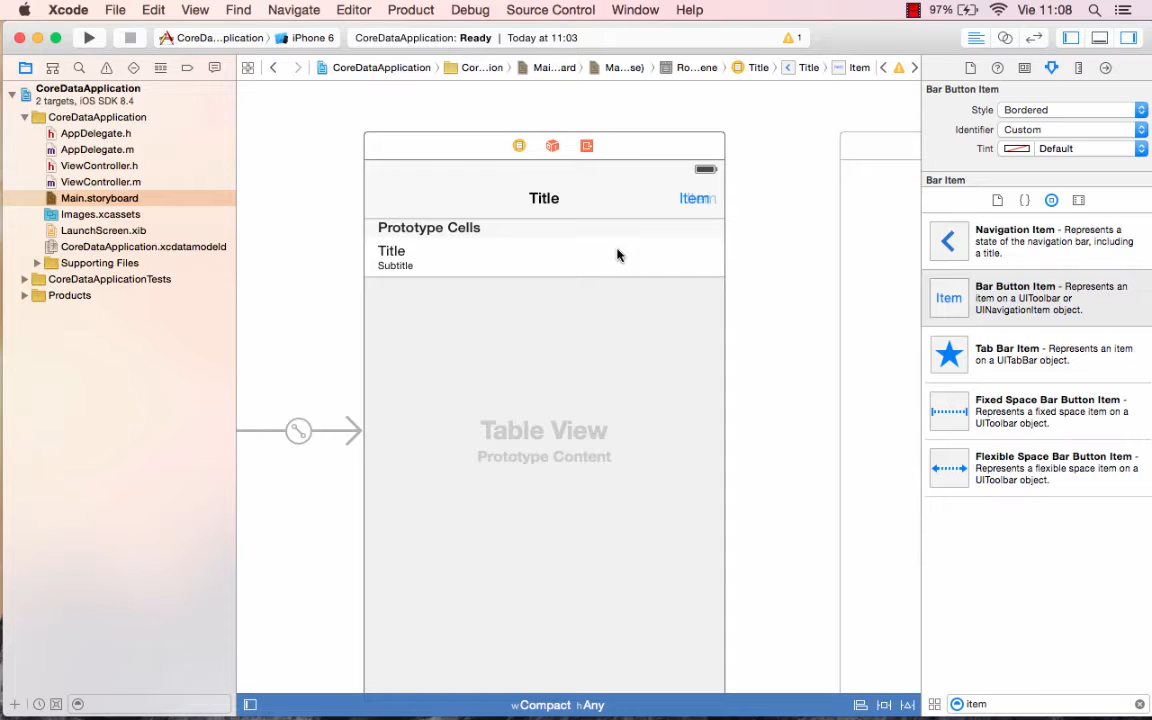 Xcode File Edit View Find Navigate Editor Product Debug Source Control Window Help 97% Vie 11:08
CoreDa...plication iPhone 6 CoreDataApplication: Ready Today at 11:03 1
CoreDataApplication Cor...ion Mai...ard Ma...se) Ro...ene Title Title Item
CoreDataApplication
2 targets, iOS SDK 8.4
CoreDataApplication
AppDelegate.h
AppDelegate.m
ViewController.h
ViewController.m
Main.storyboard
Images.xcassets
LaunchScreen.xib
CoreDataApplication.xcdatamodeld
Supporting Files
CoreDataApplicationTests
Products
Title Item
Prototype Cells
Title
Subtitle
Table View
Prototype Content
wCompact hAny
Bar Button Item
Style Bordered
Identifier Custom
Tint Default
Bar Item
Navigation Item - Represents a
state of the navigation bar, including
a title.
Item
Bar Button Item - Represents an
item on a UIToolbar or
UINavigationItem object.
Tab Bar Item - Represents an item
on a UITabBar object.
Fixed Space Bar Button Item -
Represents a fixed space item on a
UIToolbar object.
Flexible Space Bar Button Item -
Represents a flexible space item on a
UIToolbar object.
item